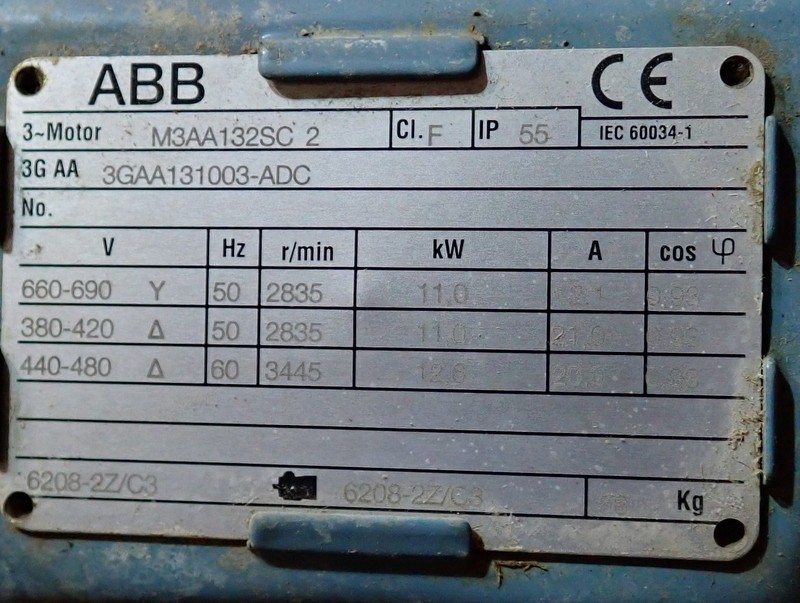 ABB CE
3~Motor M3AA132SC 2 Cl. F IP 55 IEC 60034-1
3G AA 3GAA131003-ADC
No.
V Hz r/min kW A cos φ
660-690 Y 50 2835 11,0
380-420 Δ 50 2835 11,0 21,0
440-480 Δ 60 3445 12,6
6208-2Z/C3 6208-2Z/C3 Kg